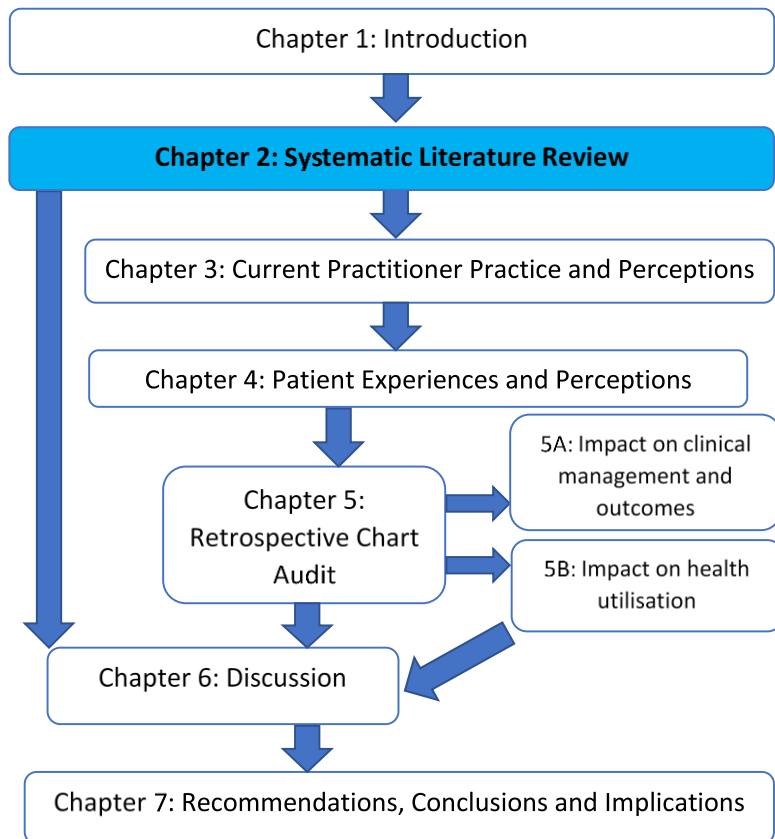 Chapter 1: Introduction
Chapter 2: Systematic Literature Review
Chapter 3: Current Practitioner Practice and Perceptions
Chapter 4: Patient Experiences and Perceptions
Chapter 5:
Retrospective Chart
Audit
5A: Impact on clinical
management and
outcomes
5B: Impact on health
utilisation
Chapter 6: Discussion
Chapter 7: Recommendations, Conclusions and Implications